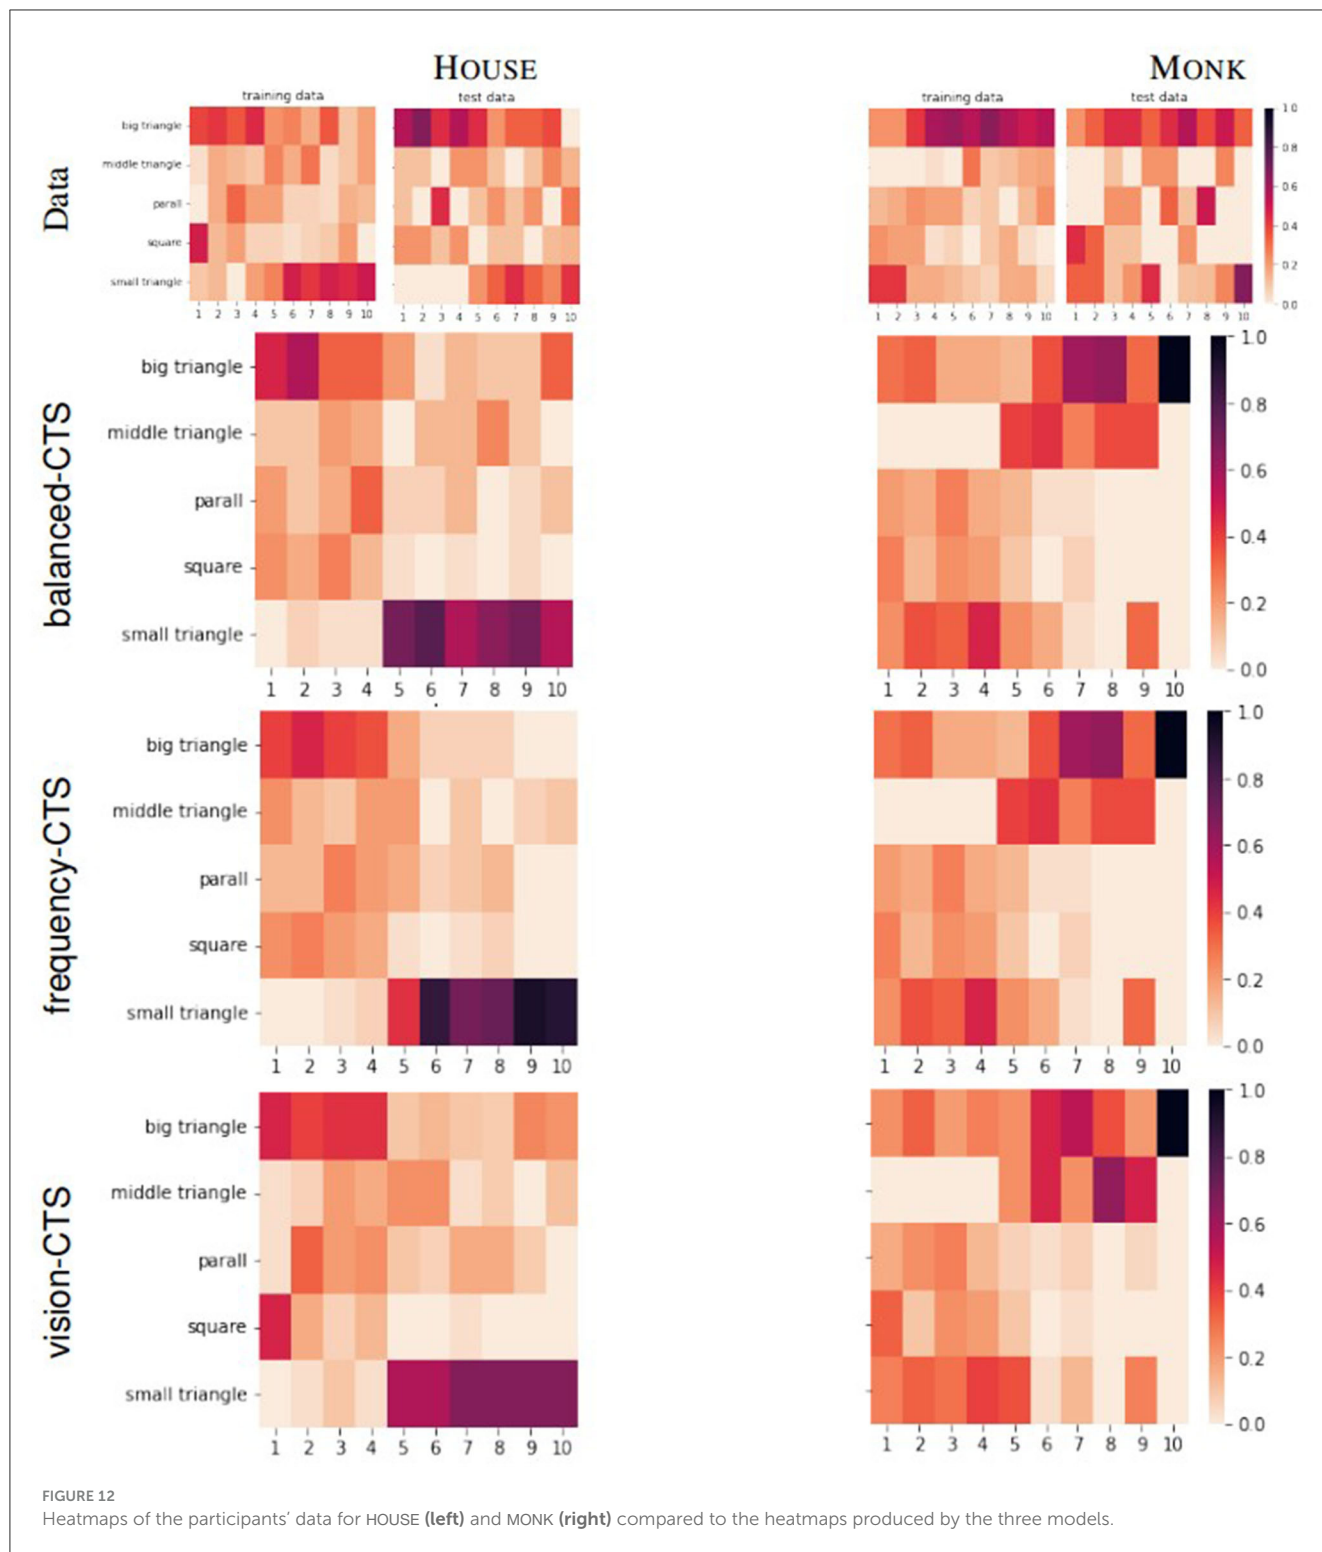 HOUSE MONK
training data test data training data test data
Data
big triangle
middle triangle
parall
square
small triangle
1.0
0.8
0.6
0.4
0.2
0.0
1 2 3 4 5 6 7 8 9 10 1 2 3 4 5 6 7 8 9 10 1 2 3 4 5 6 7 8 9 10 1 2 3 4 5 6 7 8 9 10
balanced-CTS
big triangle
middle triangle
parall
square
small triangle
1.0
0.8
0.6
0.4
0.2
0.0
1 2 3 4 5 6 7 8 9 10 1 2 3 4 5 6 7 8 9 10
frequency-CTS
big triangle
middle triangle
parall
square
small triangle
1.0
0.8
0.6
0.4
0.2
0.0
1 2 3 4 5 6 7 8 9 10 1 2 3 4 5 6 7 8 9 10
vision-CTS
big triangle
middle triangle
parall
square
small triangle
1.0
0.8
0.6
0.4
0.2
0.0
1 2 3 4 5 6 7 8 9 10 1 2 3 4 5 6 7 8 9 10
FIGURE 12
Heatmaps of the participants' data for HOUSE (left) and MONK (right) compared to the heatmaps produced by the three models.